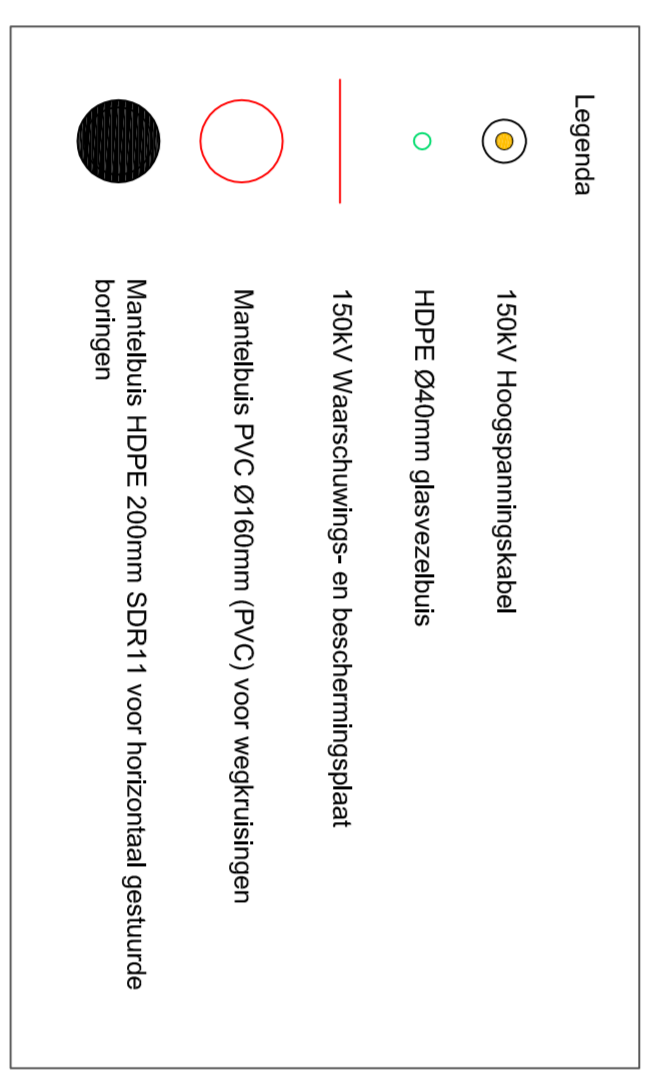 Legenda
150kV Hoogspanningskabel
HDPE Ø40mm glasvezelbuis
150kV Waarschuwings- en beschermingsplaat
Mantelbuis PVC Ø160mm (PVC) voor wegkruisingen
Mantelbuis HDPE 200mm SDR11 voor horizontaal gestuurde
boringen